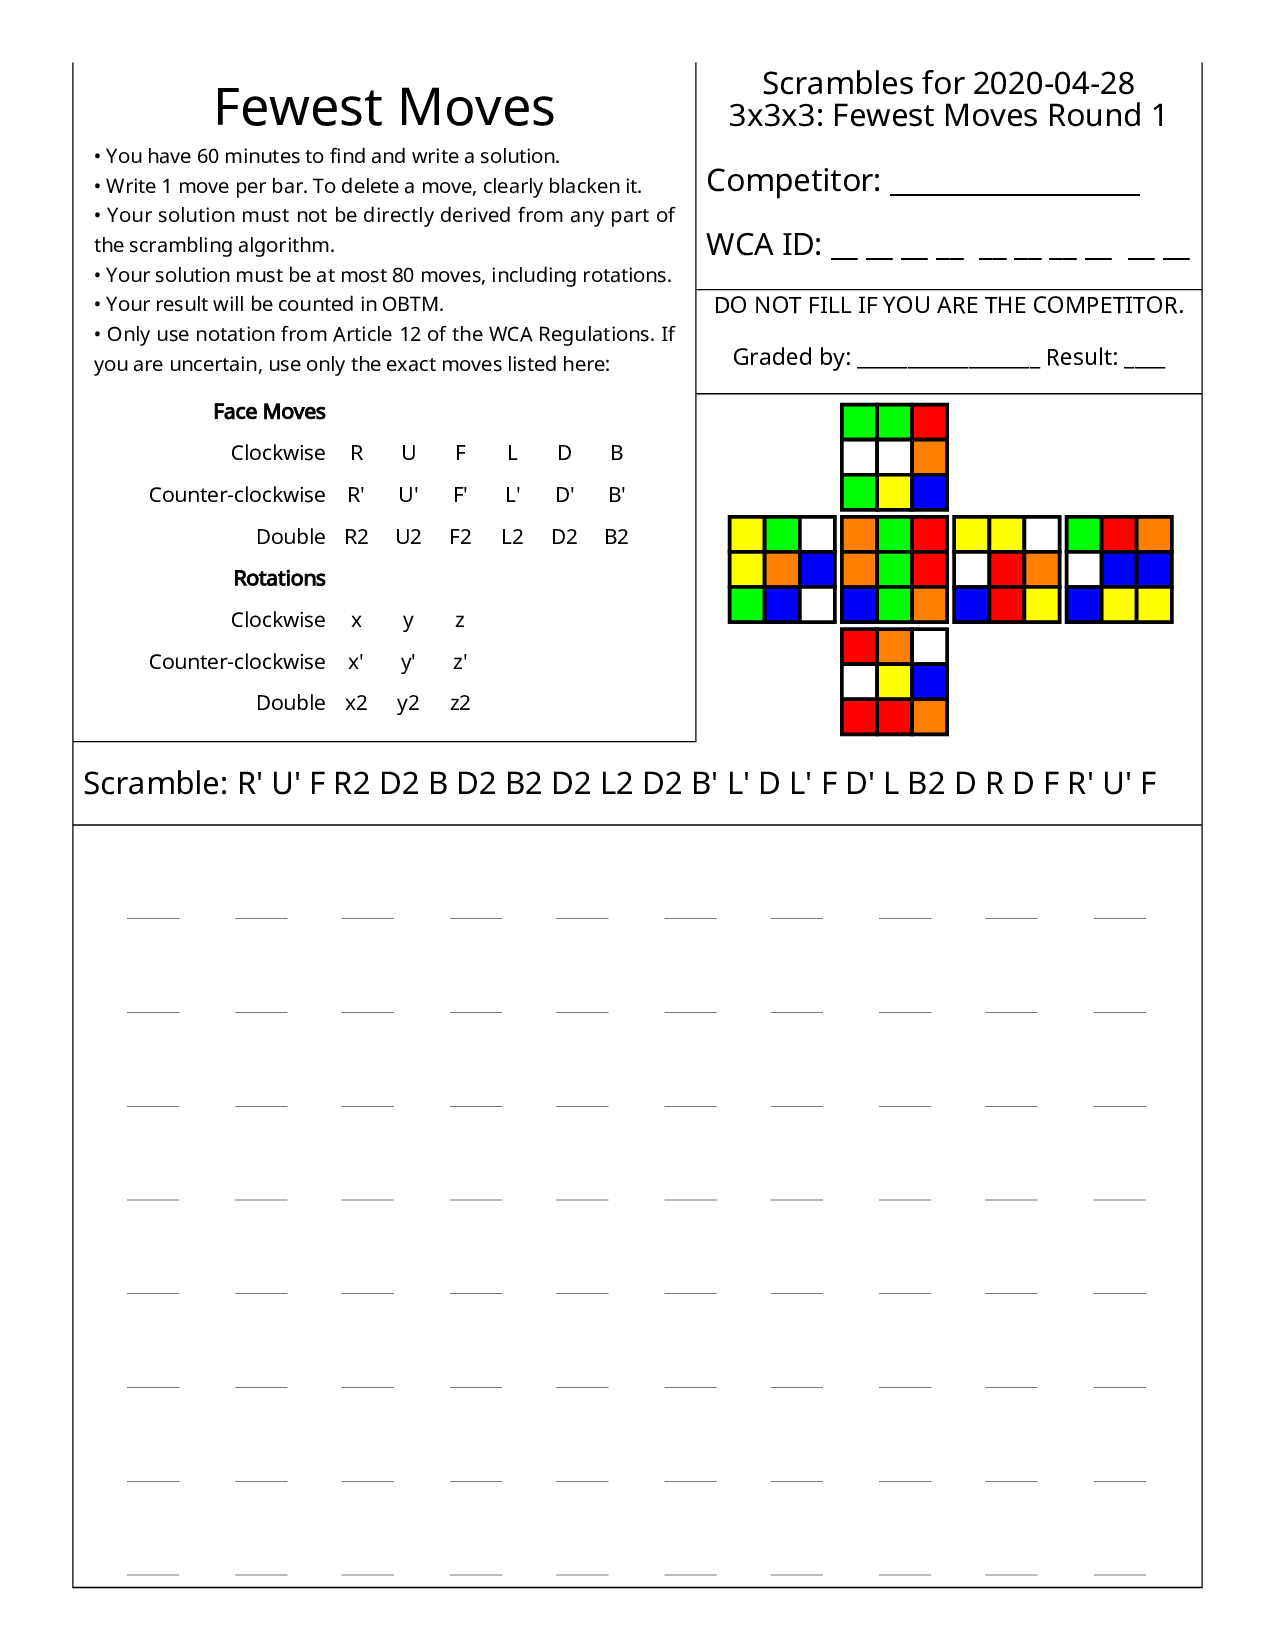 Fewest Moves
• You have 60 minutes to find and write a solution.
• Write 1 move per bar. To delete a move, clearly blacken it.
• Your solution must not be directly derived from any part of
the scrambling algorithm.
• Your solution must be at most 80 moves, including rotations.
• Your result will be counted in OBTM.
• Only use notation from Article 12 of the WCA Regulations. If
you are uncertain, use only the exact moves listed here:
Face Moves
Clockwise R U F L D B
Counter-clockwise R' U' F' L' D' B'
Double R2 U2 F2 L2 D2 B2
Rotations
Clockwise x y z
Counter-clockwise x' y' z'
Double x2 y2 z2
Scrambles for 2020-04-28
3x3x3: Fewest Moves Round 1
Competitor: __________________
WCA ID: __ __ __ __ __ __ __ __ __ __
DO NOT FILL IF YOU ARE THE COMPETITOR.
Graded by: __________________ Result: ____
Scramble: R' U' F R2 D2 B D2 B2 D2 L2 D2 B' L' D L' F D' L B2 D R D F R' U' F